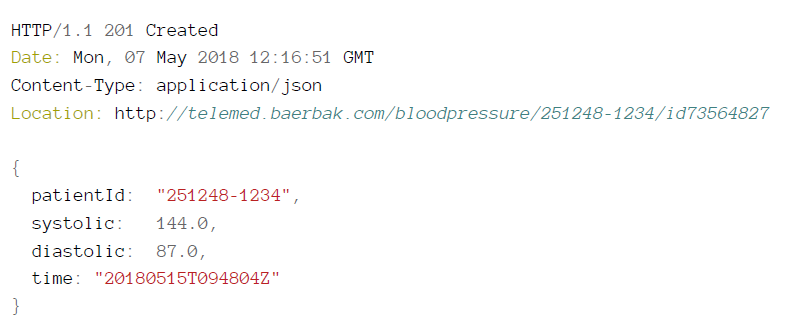 HTTP/1.1 201 Created
Date: Mon, 07 May 2018 12:16:51 GMT
Content-Type: application/json
Location: http://telemed.baerbak.com/bloodpressure/251248-1234/id73564827
{
patientId: "251248-1234",
systolic: 144.0,
diastolic: 87.0,
time: "20180515T094804Z"
}